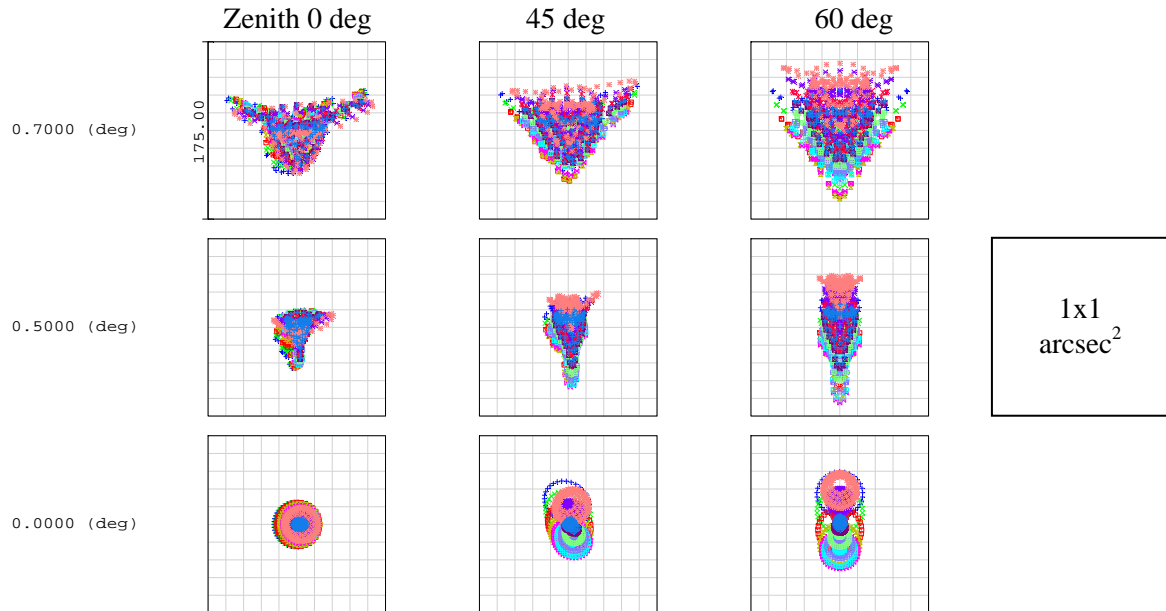 Zenith 0 deg 45 deg 60 deg
0.7000 (deg)
175.00
0.5000 (deg)
1x1
arcsec²
0.0000 (deg)